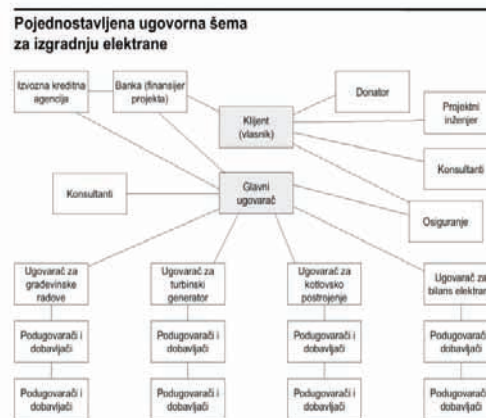 Pojednostavljena ugovorna šema
za izgradnju elektrane
Izvozna kreditna
agencija
Banka (finansijer
projekta)
Donator
Klijent
(vlasnik)
Projektni
inženjer
Konsultanti
Konsultanti
Glavni
ugovarač
Osiguranje
Ugovarač za
građevinske
radove
Ugovarač za
turbinski
generator
Ugovarač za
kotlovsko
postrojenje
Ugovarač za
bilans elektrane
Podugovarači i
dobavljači
Podugovarači i
dobavljači
Podugovarači i
dobavljači
Podugovarači i
dobavljači
Podugovarači i
dobavljači
Podugovarači i
dobavljači
Podugovarači i
dobavljači
Podugovarači i
dobavljači